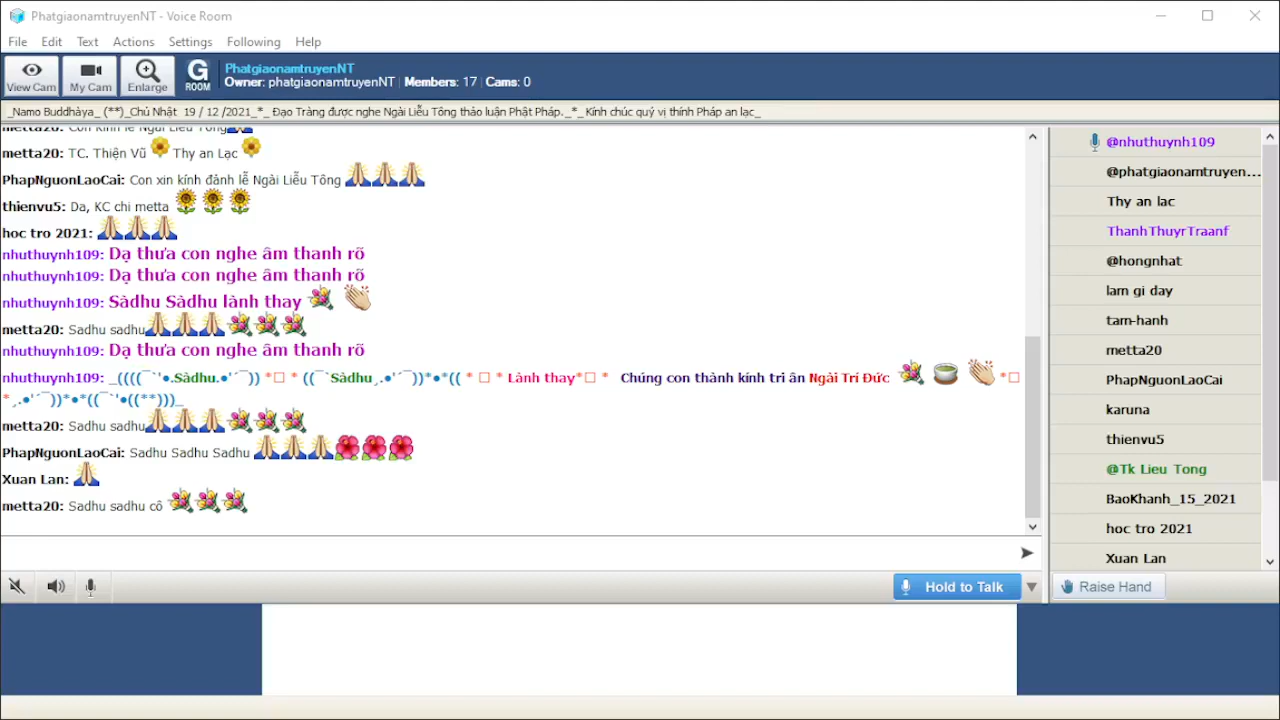 PhatgiaonamtruyenNT - Voice Room
File Edit Text Actions Settings Following Help
View Cam My Cam Enlarge G ROOM
PhatgiaonamtruyenNT
Owner: phatgiaonamtruyenNT Members: 17 Cams: 0
_Namo Buddhàya_ (**)_Chủ Nhật 19 / 12 /2021_*_ Đạo Tràng được nghe Ngài Liễu Tông thảo luận Phật Pháp._*_Kính chúc quý vị thính Pháp an lạc_
metta20: Con kính lễ Ngài Liễu Tông
metta20: TC. Thiện Vũ Thy an Lạc
PhapNguonLaoCai: Con xin kính đảnh lễ Ngài Liễu Tông
thienvu5: Da, KC chi metta
hoc tro 2021:
nhuthuynh109: Dạ thưa con nghe âm thanh rõ
nhuthuynh109: Dạ thưa con nghe âm thanh rõ
nhuthuynh109: Sàdhu Sàdhu lành thay
metta20: Sadhu sadhu
nhuthuynh109: Dạ thưa con nghe âm thanh rõ
nhuthuynh109: _((((¯`'●.Sàdhu.●'´¯)) *□ * ((¯`Sàdhu¸.●'´¯))*●*(( * □ * Lành thay*□ * Chúng con thành kính tri ân Ngài Trí Đức *□
*¸.●'´¯))*●*((¯`'●((**)))_
metta20: Sadhu sadhu
PhapNguonLaoCai: Sadhu Sadhu Sadhu
Xuan Lan:
metta20: Sadhu sadhu cô
Hold to Talk
@nhuthuynh109
@phatgiaonamtruyen...
Thy an lac
ThanhThuyrTraanf
@hongnhat
lam gi day
tam-hanh
metta20
PhapNguonLaoCai
karuna
thienvu5
@Tk Lieu Tong
BaoKhanh_15_2021
hoc tro 2021
Xuan Lan
Raise Hand